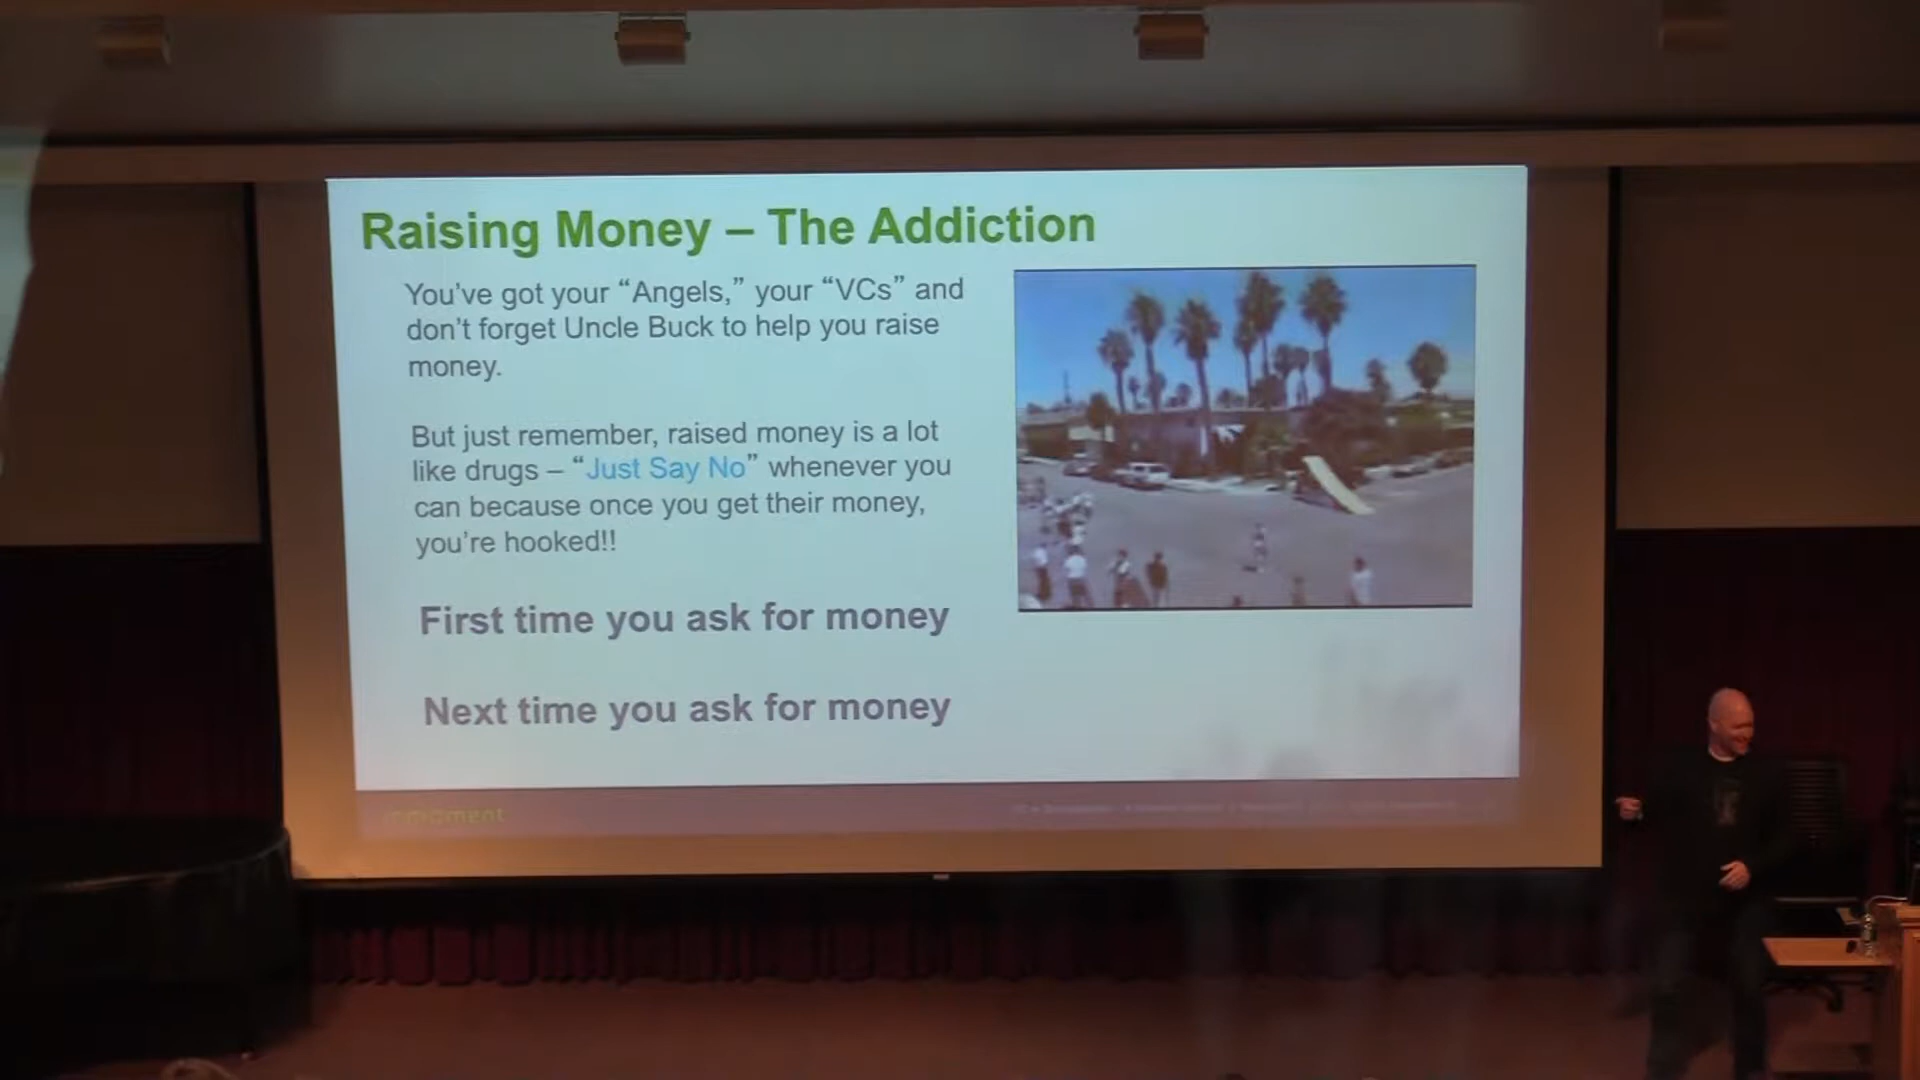 Raising Money – The Addiction
You’ve got your “Angels,” your “VCs” and
don’t forget Uncle Buck to help you raise
money.
But just remember, raised money is a lot
like drugs – “Just Say No” whenever you
can because once you get their money,
you’re hooked!!
First time you ask for money
Next time you ask for money